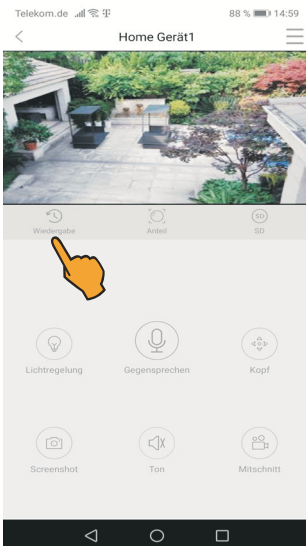 Telekom.de 88 % 14:59
Home Gerät1
Wiedergabe Anteil SD SD
Lichtregelung Gegensprechen Kopf
Screenshot Ton Mitschnitt